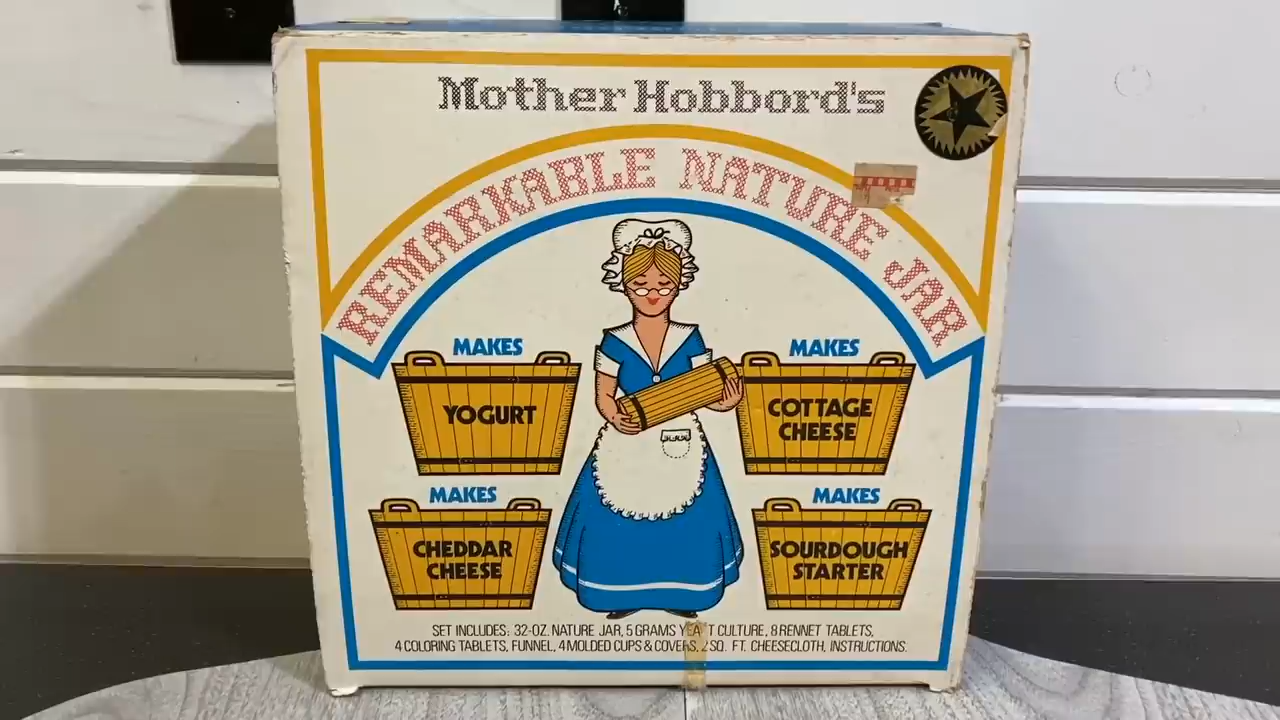 Mother Hobbord's
REMARKABLE NATURE JAR
MAKES
YOGURT
MAKES
COTTAGE
CHEESE
MAKES
CHEDDAR
CHEESE
MAKES
SOURDOUGH
STARTER
SET INCLUDES: 32-OZ. NATURE JAR, 5 GRAMS YEAST CULTURE, 8 RENNET TABLETS,
4 COLORING TABLETS, FUNNEL, 4 MOLDED CUPS & COVERS, 2 SQ. FT. CHEESECLOTH, INSTRUCTIONS.